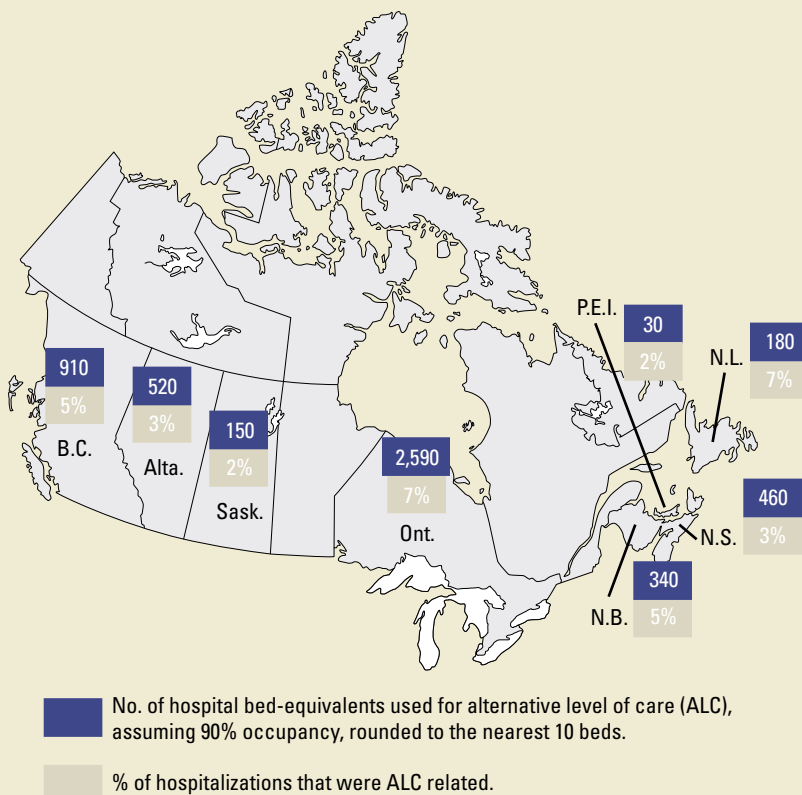 P.E.I.
30
2%
N.L.
180
7%
910
5%
B.C.
520
3%
Alta.
150
2%
Sask.
2,590
7%
Ont.
460
3%
N.S.
340
5%
N.B.
No. of hospital bed-equivalents used for alternative level of care (ALC),
assuming 90% occupancy, rounded to the nearest 10 beds.
% of hospitalizations that were ALC related.